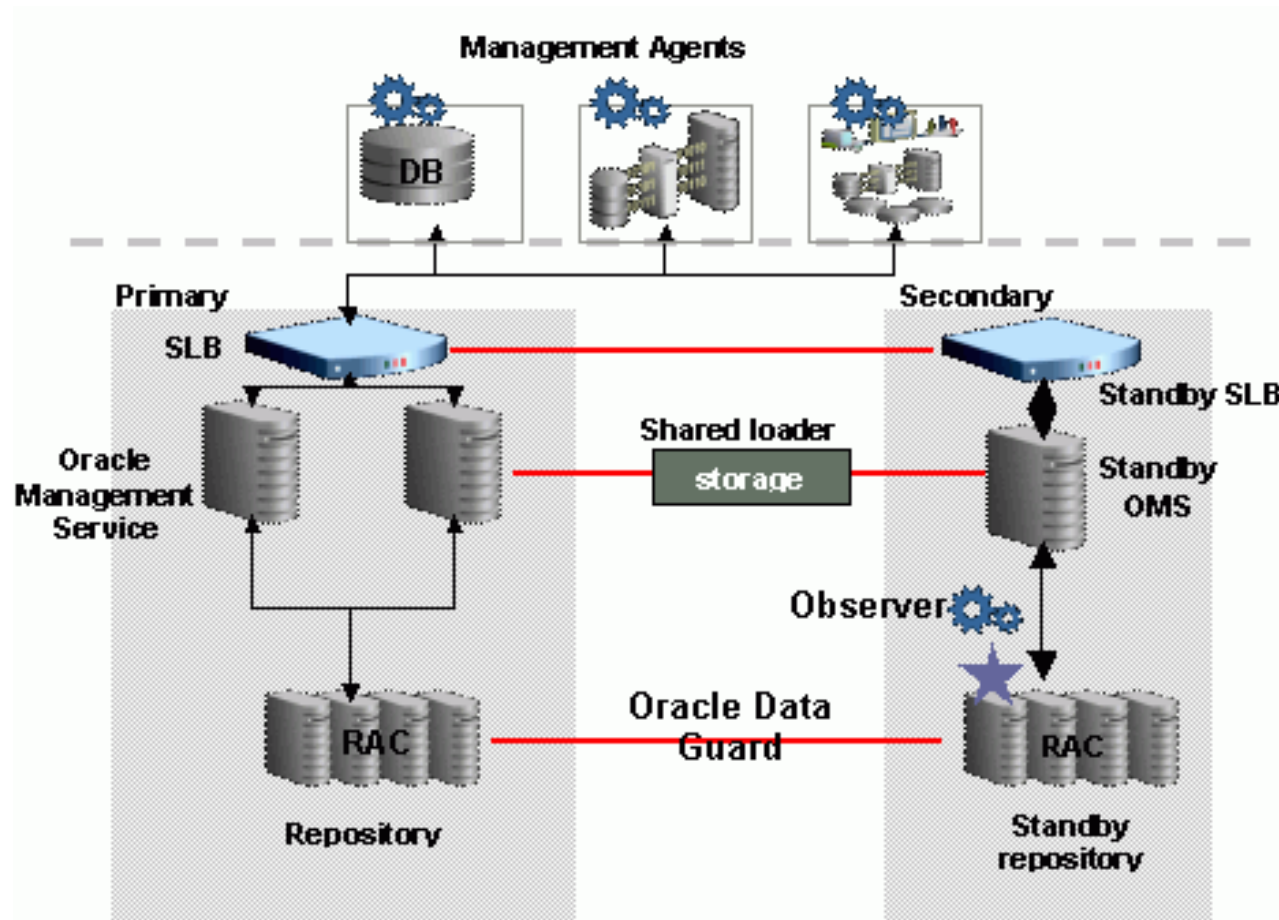 Management Agents
DB
Primary
Secondary
SLB
Standby SLB
Shared loader
storage
Oracle
Management
Service
Standby
OMS
Observer
Oracle Data
Guard
RAC
RAC
Repository
Standby
repository